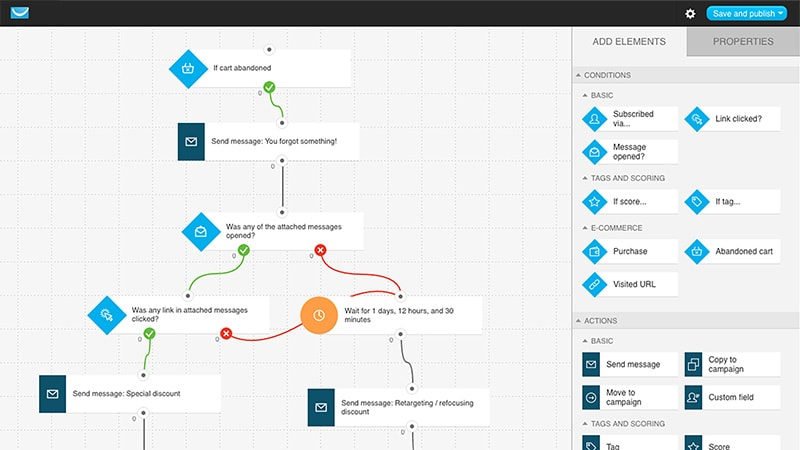 Save and publish
ADD ELEMENTS
PROPERTIES
If cart abandoned
0
Send message: You forgot something!
0
Was any of the attached messages
opened?
0
0
Was any link in attached messages
clicked?
0
0
Wait for 1 days, 12 hours, and 30
minutes
0
Send message: Special discount
0
Send message: Retargeting / refocusing
discount
0
CONDITIONS
BASIC
Subscribed
via...
Link clicked?
Message
opened?
TAGS AND SCORING
If score...
If tag...
E-COMMERCE
Purchase
Abandoned cart
Visited URL
ACTIONS
BASIC
Send message
Copy to
campaign
Move to
campaign
Custom field
TAGS AND SCORING
Tag
Score